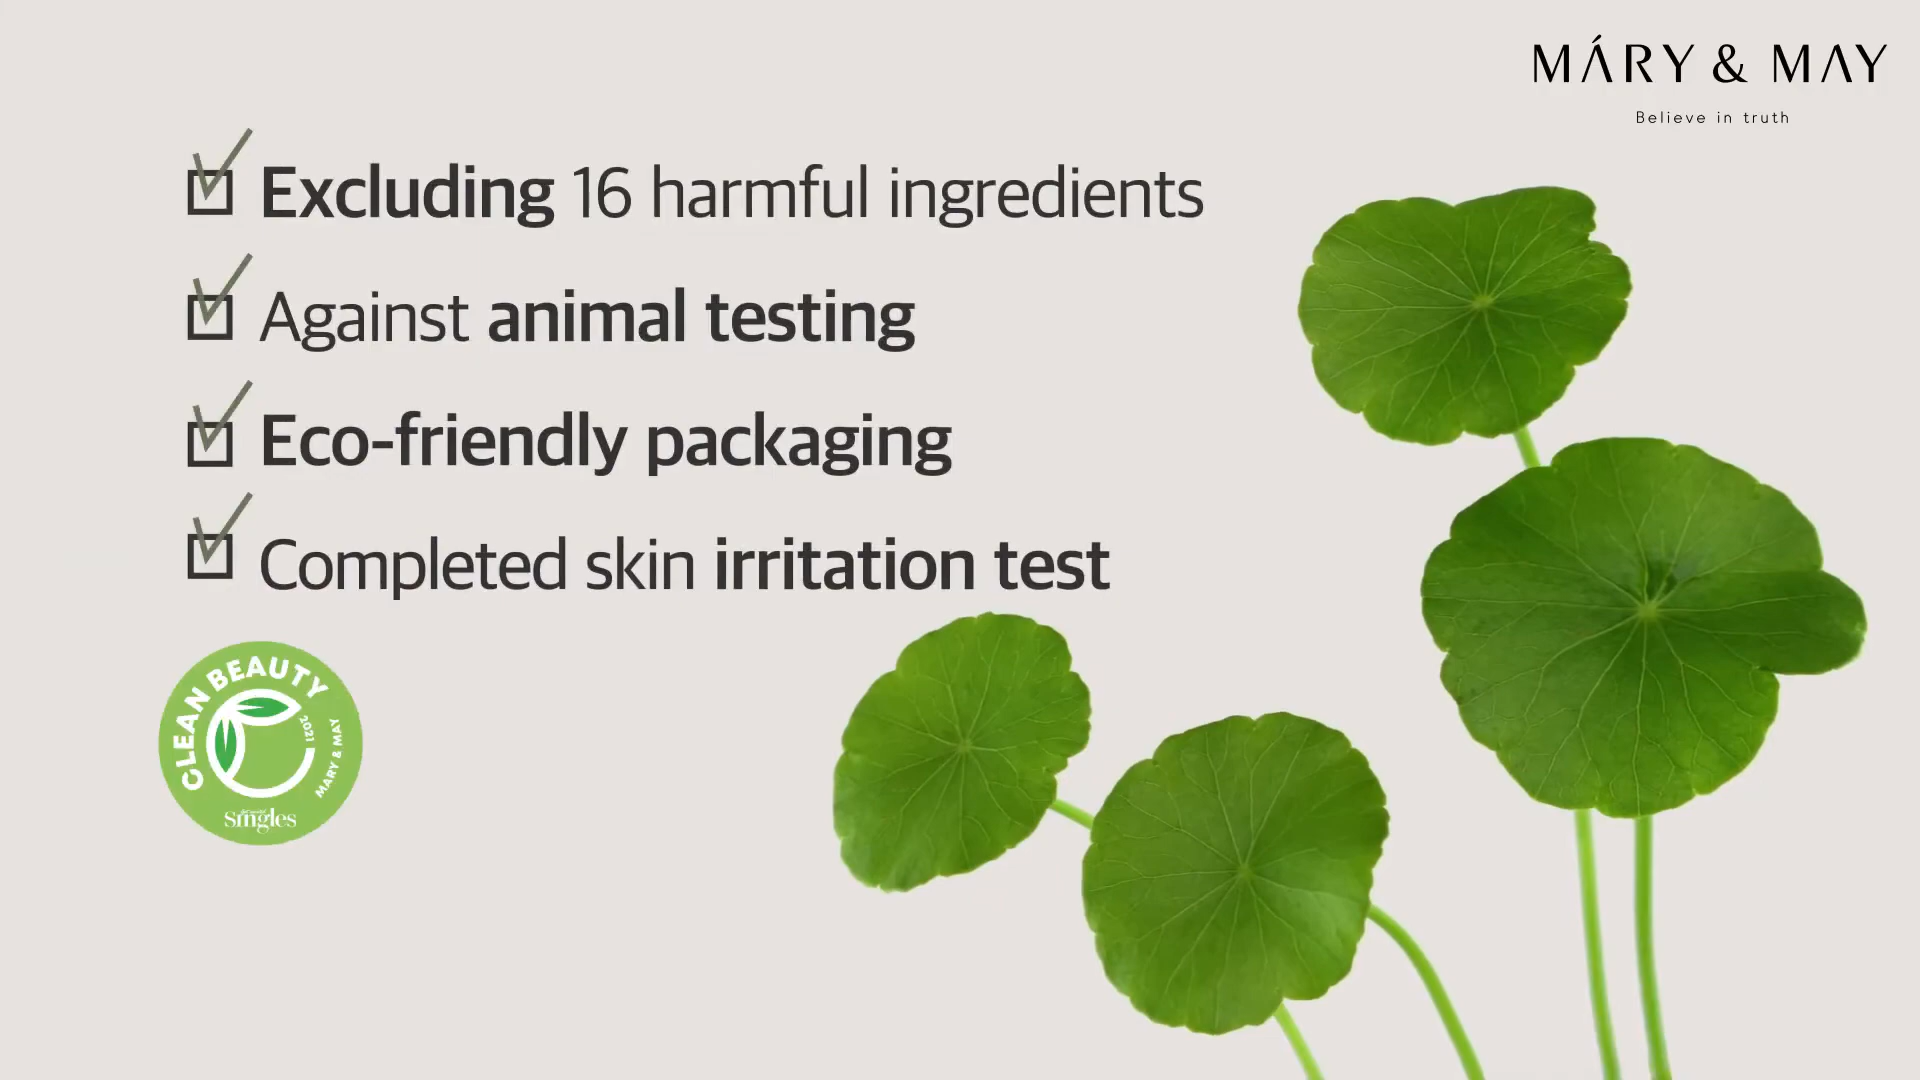 MÁRY & MAY
Believe in truth
Excluding 16 harmful ingredients
Against animal testing
Eco-friendly packaging
Completed skin irritation test
CLEAN BEAUTY
2021
MARY & MAY
Singles